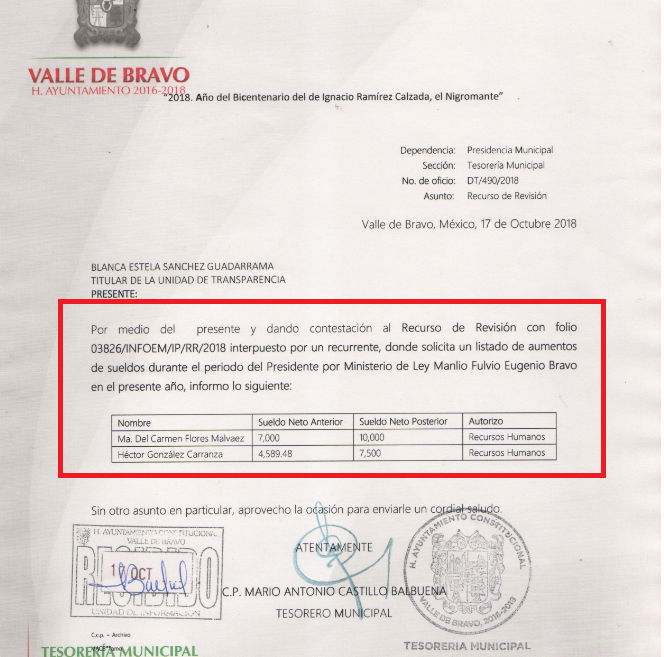 VALLE DE BRAVO
H. AYUNTAMIENTO 2016-2018
"2018. Año del Bicentenario del de Ignacio Ramírez Calzada, el Nigromante"
Dependencia: Presidencia Municipal
Sección: Tesorería Municipal
No. de oficio: DT/490/2018
Asunto: Recurso de Revisión
Valle de Bravo, México, 17 de Octubre 2018
BLANCA ESTELA SANCHEZ GUADARRAMA
TITULAR DE LA UNIDAD DE TRANSPARENCIA
PRESENTE:
Por medio del presente y dando contestación al Recurso de Revisión con folio
03826/INFOEM/IP/RR/2018 interpuesto por un recurrente, donde solicita un listado de aumentos
de sueldos durante el periodo del Presidente por Ministerio de Ley Manlio Fulvio Eugenio Bravo
en el presente año, informo lo siguiente:
Nombre Sueldo Neto Anterior Sueldo Neto Posterior Autorizo
Ma. Del Carmen Flores Malvaez 7,000 10,000 Recursos Humanos
Héctor González Carranza 4,589.48 7,500 Recursos Humanos
Sin otro asunto en particular, aprovecho la ocasión para enviarle un cordial saludo.
H. AYUNTAMIENTO CONSTITUCIONAL
VALLE DE BRAVO
RECIBIDO
OCT
UNIDAD DE INFORMACION
ATENTAMENTE
C.P. MARIO ANTONIO CASTILLO BALBUENA
TESORERO MUNICIPAL
H. AYUNTAMIENTO CONSTITUCIONAL
VALLE DE BRAVO, 2016-2018
TESORERIA MUNICIPAL
C.c.p. - Archivo
TESORERÍA MUNICIPAL